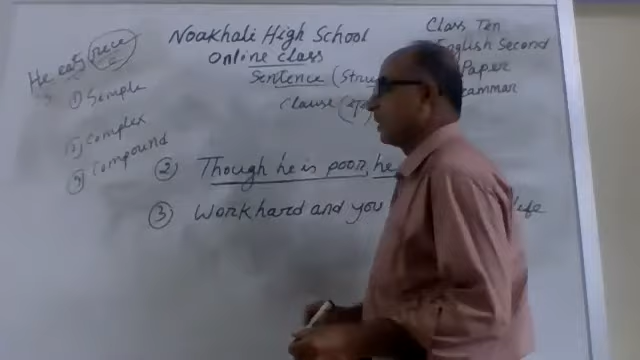 Noakhali High School
Online class
Sentence (Stru
Clause
Class Ten
English Second
Paper
rammar
He eats rice
① Simple
② Complex
③ Compound
② Though he is poor, he
③ Work hard and you
life